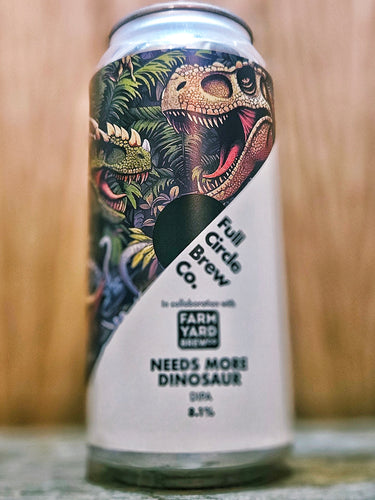 Full
Circle
Brew
Co.
In collaboration with
FARM
YARD
BREW CO
NEEDS MORE
DINOSAUR
DIPA
8.1%